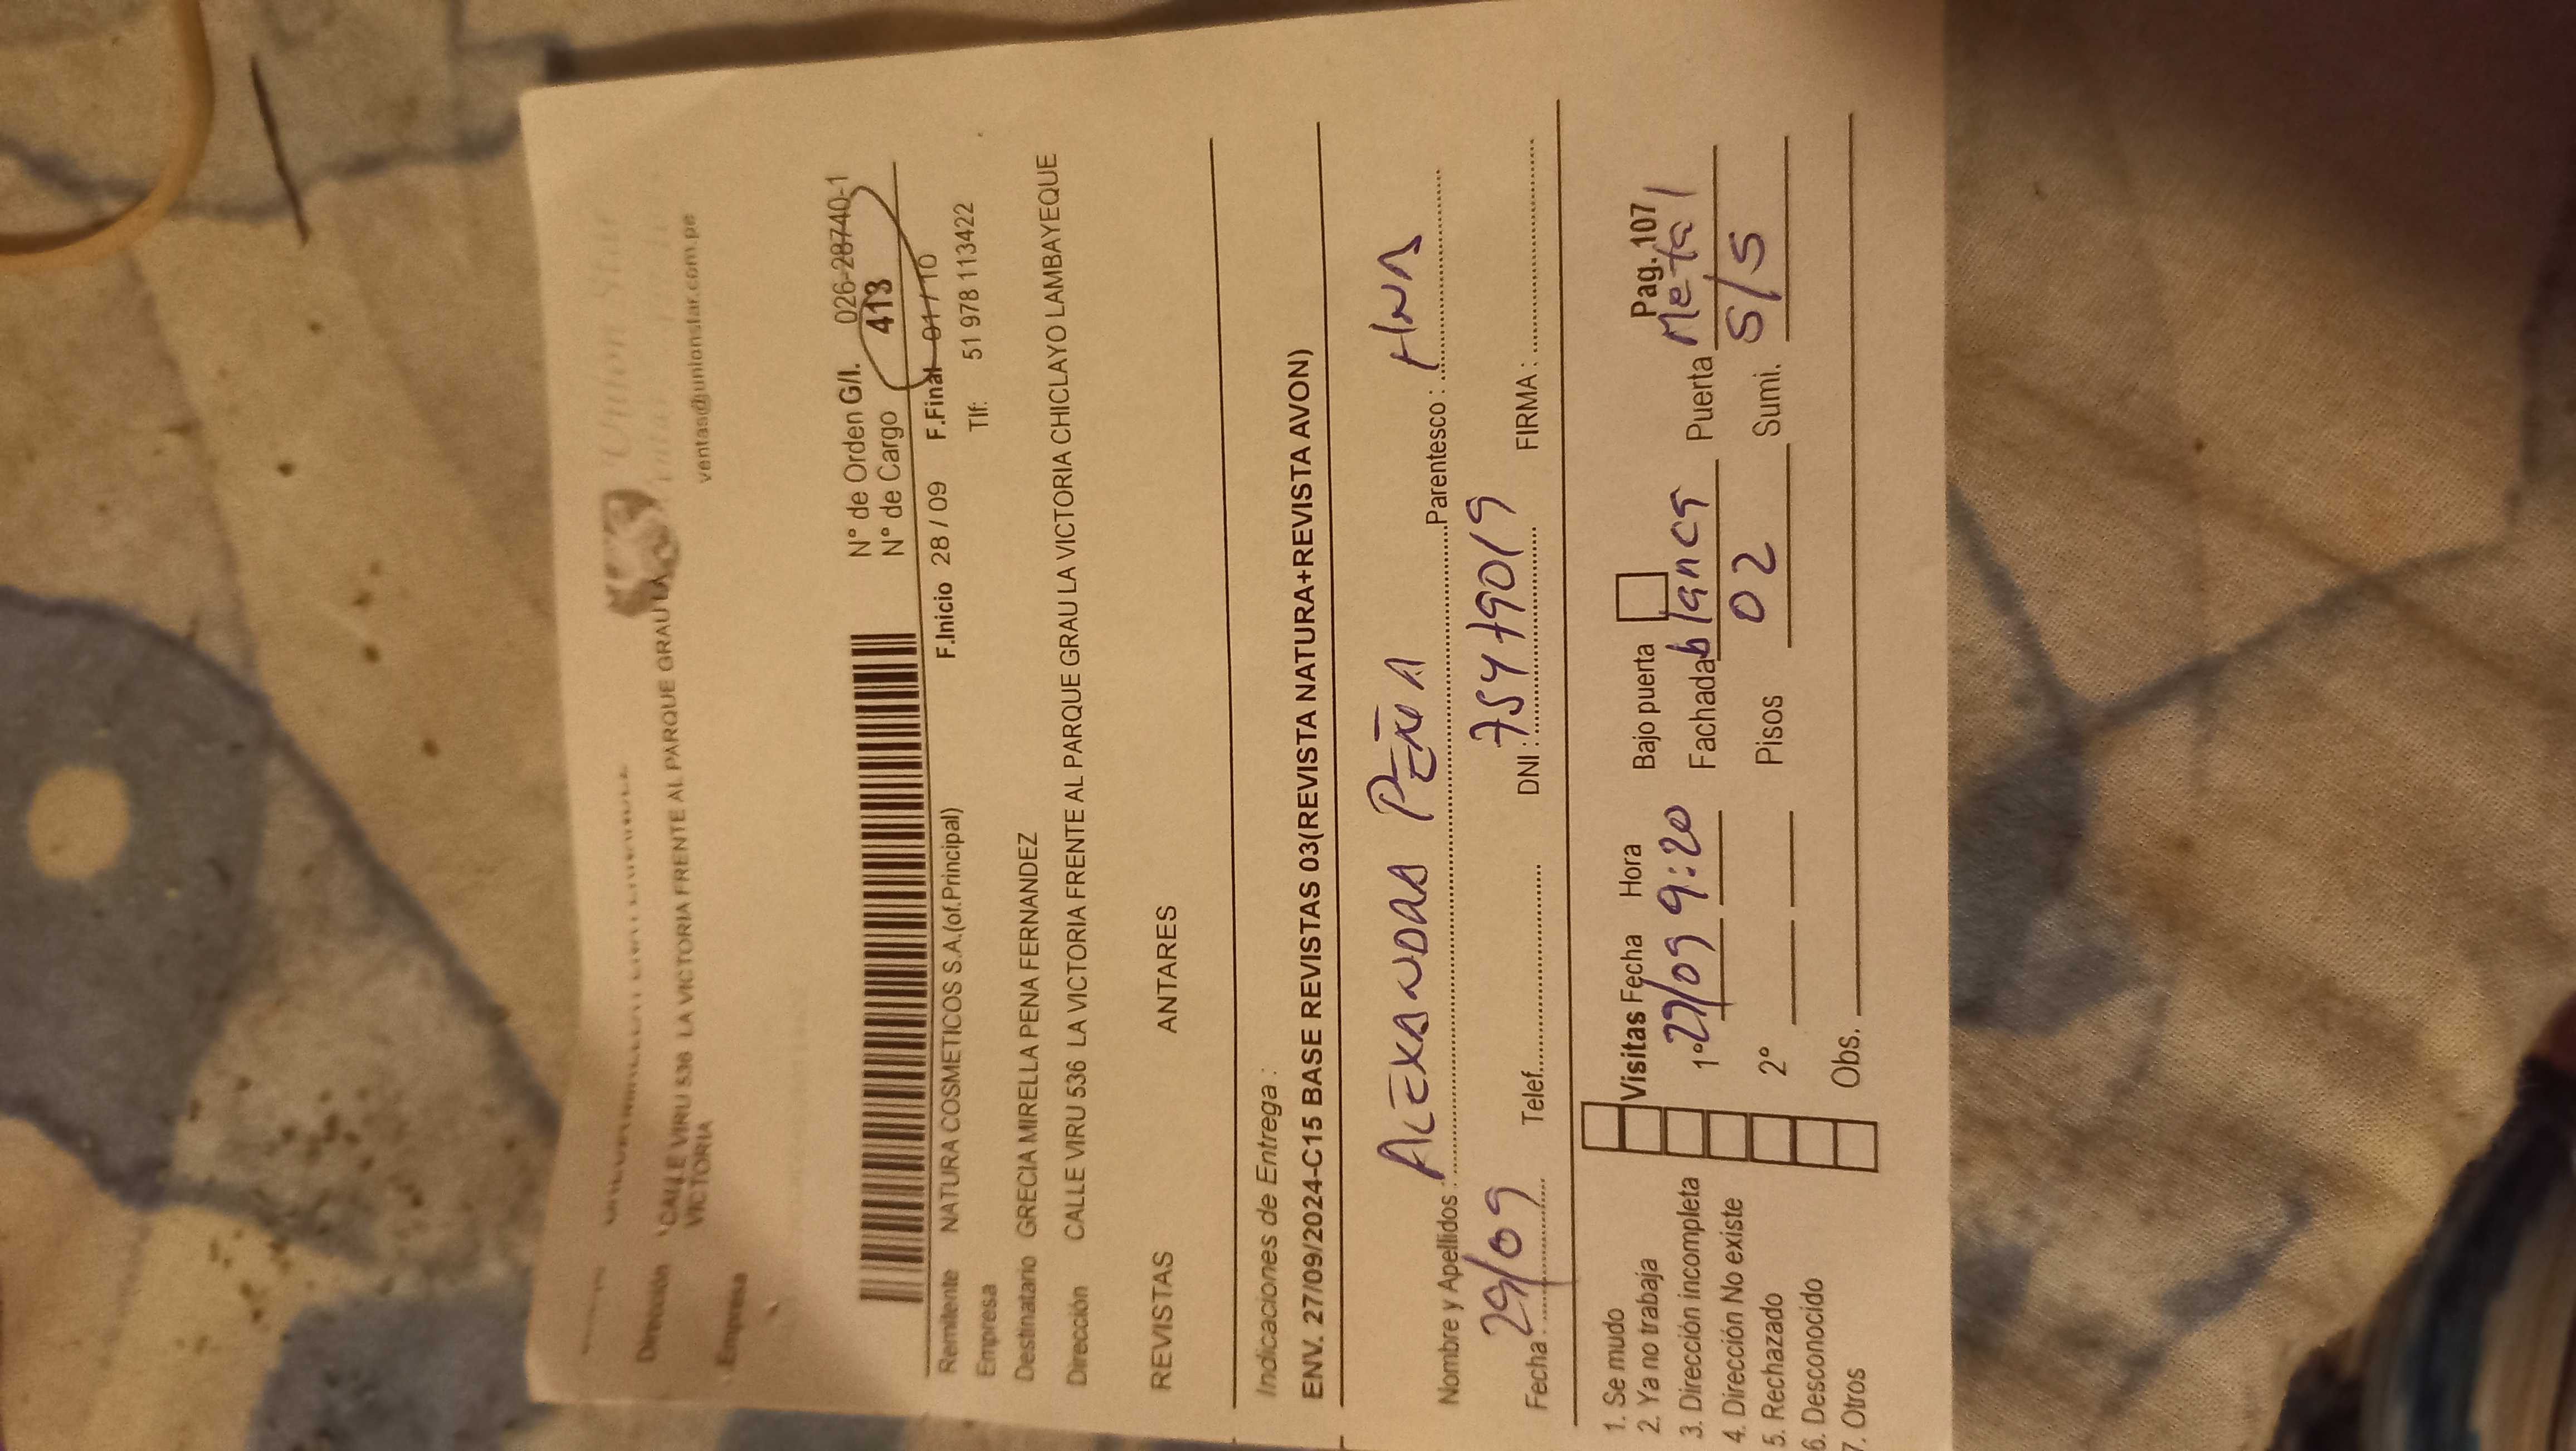 Dirección CALLE VIRU 536 LA VICTORIA FRENTE AL PARQUE GRAU LA
VICTORIA
Empresa
Union Star
ventas@unionstar.com.pe
N° de Orden G/I. 026-28740-1
N° de Cargo 413
F.Inicio 28 / 09 F.Final 01 / 10
Remitente NATURA COSMETICOS S.A.(of.Principal)
Empresa Tlf: 51 978 113422
Destinatario GRECIA MIRELLA PENA FERNANDEZ
Dirección CALLE VIRU 536 LA VICTORIA FRENTE AL PARQUE GRAU LA VICTORIA CHICLAYO LAMBAYEQUE
REVISTAS ANTARES
Indicaciones de Entrega :
ENV. 27/09/2024-C15 BASE REVISTAS 03(REVISTA NATURA+REVISTA AVON)
Nombre y Apellidos : ALEXANDRA PEÑA Parentesco : HNA
Fecha : 29/09 Telef. DNI : 75479019 FIRMA :
1. Se mudo
2. Ya no trabaja
3. Dirección incompleta
4. Dirección No existe
5. Rechazado
6. Desconocido
7. Otros
Visitas Fecha Hora Bajo puerta Pag.107
1° 27/09 9:20 Fachada blanca Puerta Metal
2° Pisos 02 Sumi. S/S
Obs.